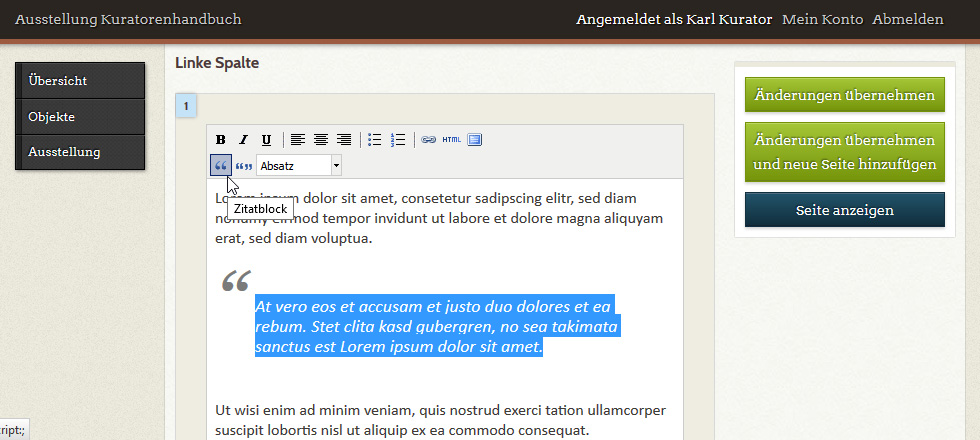 Ausstellung Kuratorenhandbuch
Angemeldet als Karl Kurator Mein Konto Abmelden
Übersicht
Objekte
Ausstellung
Linke Spalte
1
B I U HTML
Absatz
Zitatblock
Lorem ipsum dolor sit amet, consetetur sadipscing elitr, sed diam
nonumy eirmod tempor invidunt ut labore et dolore magna aliquyam
erat, sed diam voluptua.
“
At vero eos et accusam et justo duo dolores et ea
rebum. Stet clita kasd gubergren, no sea takimata
sanctus est Lorem ipsum dolor sit amet.
Ut wisi enim ad minim veniam, quis nostrud exerci tation ullamcorper
suscipit lobortis nisl ut aliquip ex ea commodo consequat.
Änderungen übernehmen
Änderungen übernehmen
und neue Seite hinzufügen
Seite anzeigen
ript:;